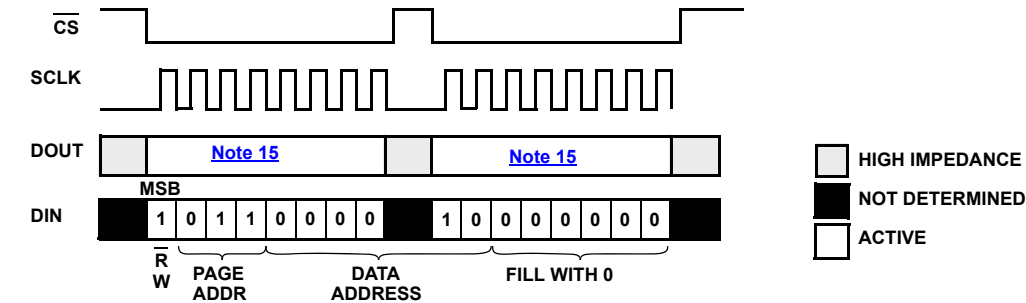 CS
SCLK
DOUT Note 15 Note 15
MSB
DIN 1 0 1 1 0 0 0 0 1 0 0 0 0 0 0 0
R
W
PAGE
ADDR
DATA
ADDRESS
FILL WITH 0
HIGH IMPEDANCE
NOT DETERMINED
ACTIVE